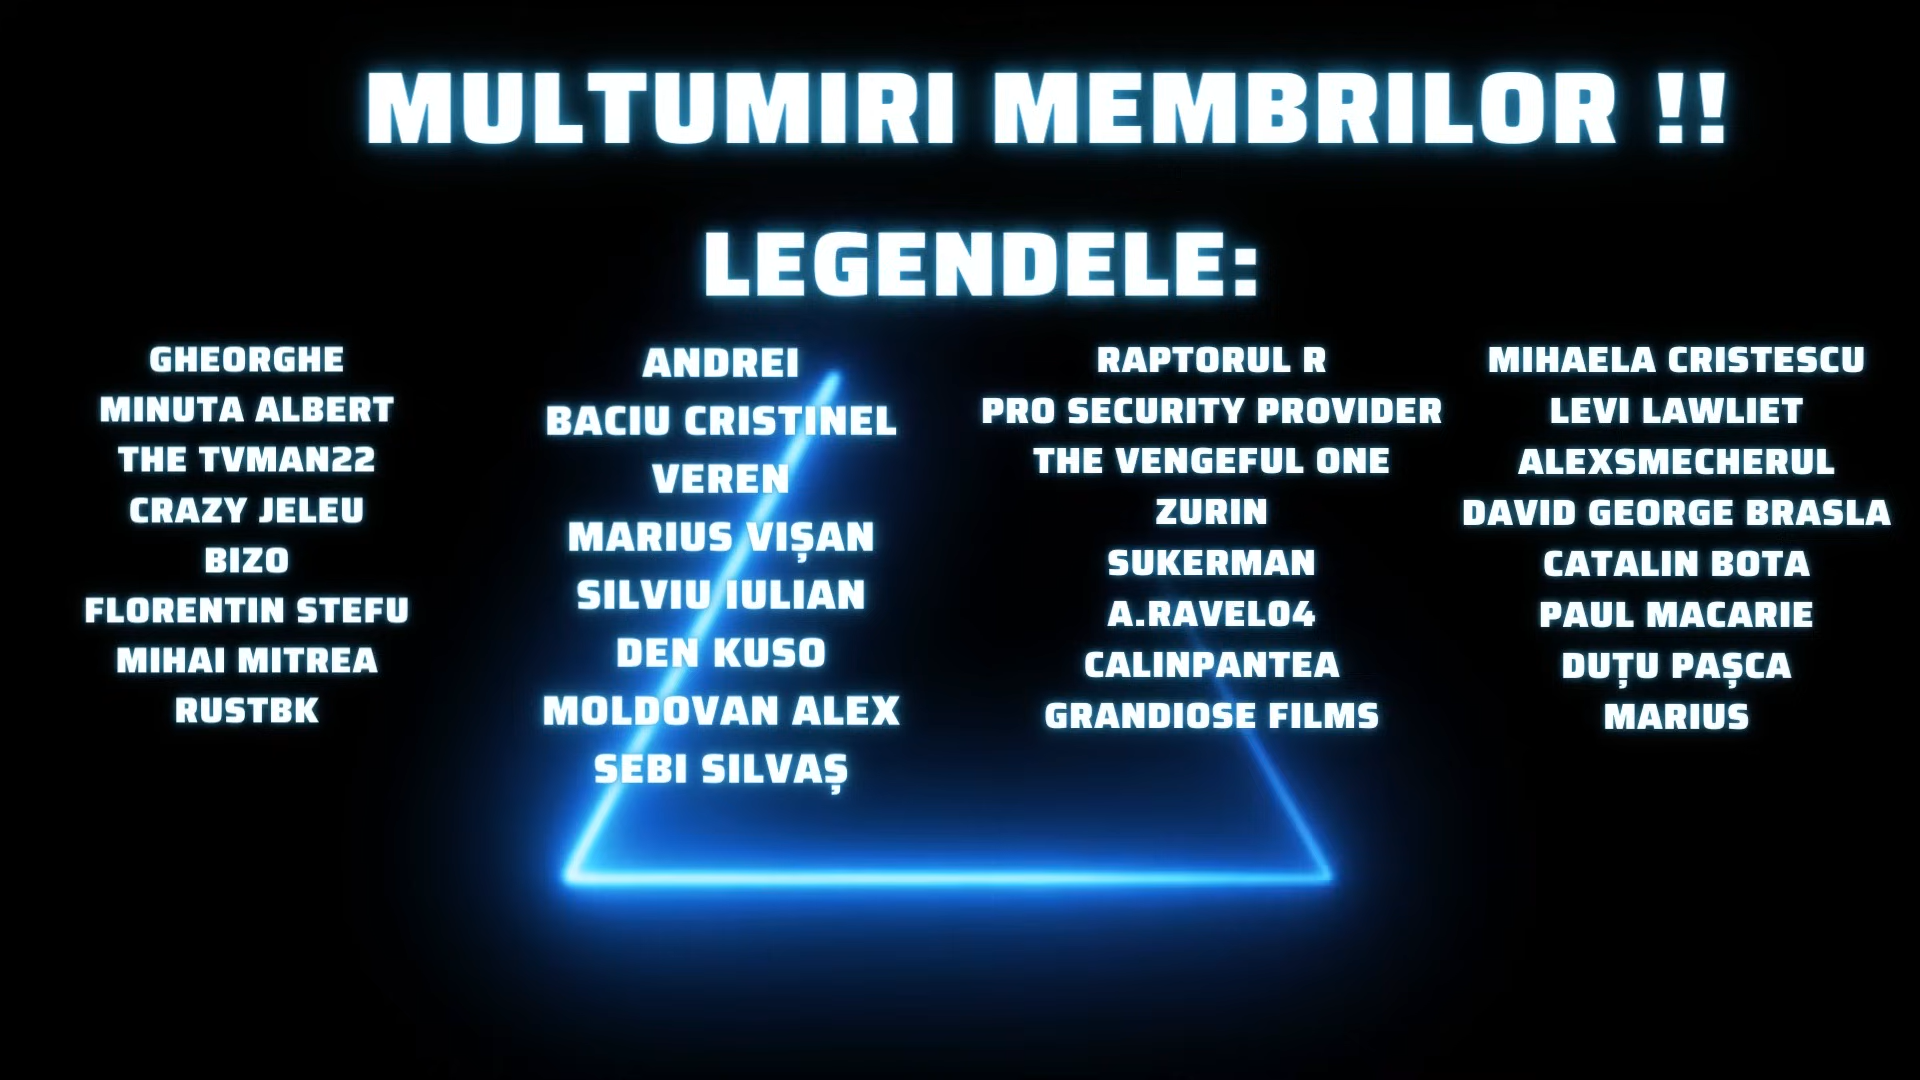 MULTUMIRI MEMBRILOR !!
LEGENDELE:
GHEORGHE
MINUTA ALBERT
THE TVMAN22
CRAZY JELEU
BIZO
FLORENTIN STEFU
MIHAI MITREA
RUSTBK
ANDREI
BACIU CRISTINEL
VEREN
MARIUS VIȘAN
SILVIU IULIAN
DEN KUSO
MOLDOVAN ALEX
SEBI SILVAȘ
RAPTORUL R
PRO SECURITY PROVIDER
THE VENGEFUL ONE
ZURIN
SUKERMAN
A.RAVEL04
CALINPANTEA
GRANDIOSE FILMS
MIHAELA CRISTESCU
LEVI LAWLIET
ALEXSMECHERUL
DAVID GEORGE BRASLA
CATALIN BOTA
PAUL MACARIE
DUȚU PAȘCA
MARIUS